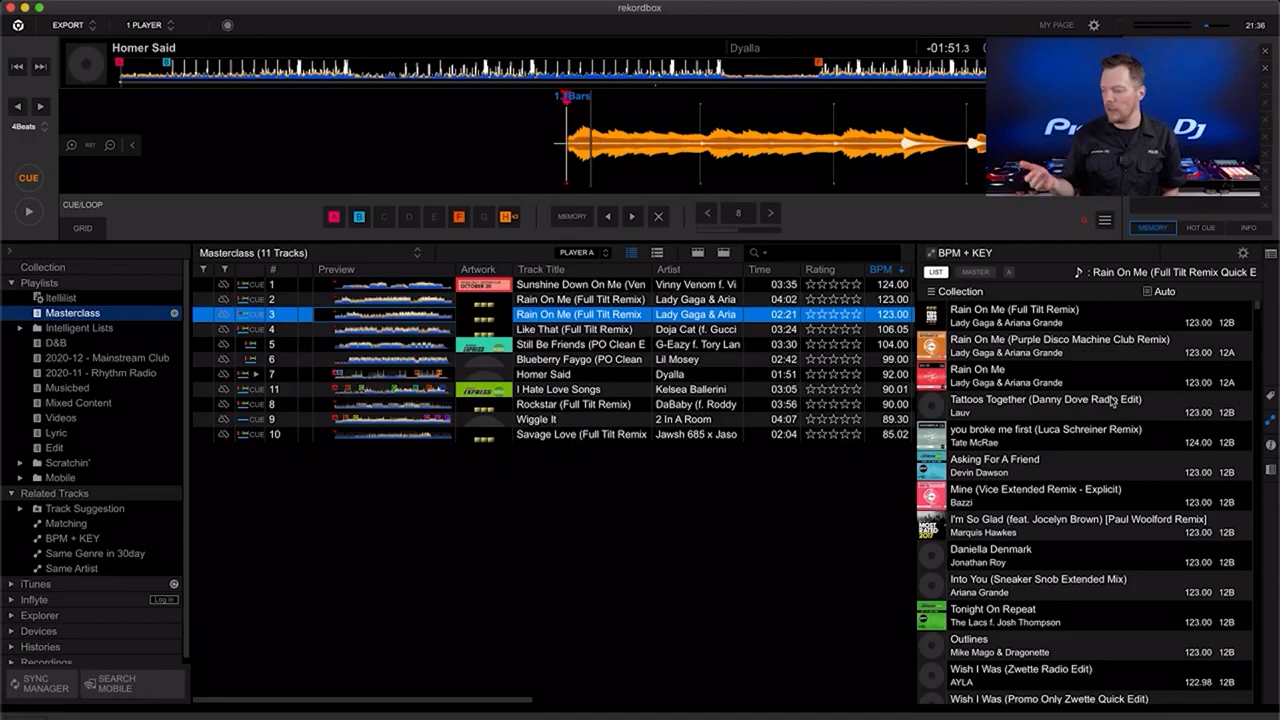 rekordbox
EXPORT
1 PLAYER
MY PAGE
21:36
Homer Said
Dyalla
-01:51.3
4Beats
1.1Bars
RST
CUE
CUE/LOOP
GRID
A B C D E F G H
MEMORY
8
MEMORY
HOT CUE
INFO
Collection
Playlists
Itellilist
Masterclass
Intelligent Lists
D&B
2020-12 - Mainstream Club
2020-11 - Rhythm Radio
Musicbed
Mixed Content
Videos
Lyric
Edit
Scratchin'
Mobile
Related Tracks
Track Suggestion
Matching
BPM + KEY
Same Genre in 30day
Same Artist
iTunes
Inflyte
Log in
Explorer
Devices
Histories
Recordings
SYNC MANAGER
SEARCH MOBILE
Masterclass (11 Tracks)
PLAYER A
# Preview Artwork Track Title Artist Time Rating BPM
CUE 1 Sunshine Down On Me (Ven Vinny Venom f. Vi 03:35 124.00
CUE 2 Rain On Me (Full Tilt Remix) Lady Gaga & Aria 04:02 123.00
CUE 3 Rain On Me (Full Tilt Remix Lady Gaga & Aria 02:21 123.00
CUE 4 Like That (Full Tilt Remix) Doja Cat (f. Gucci 03:24 106.05
5 Still Be Friends (PO Clean E G-Eazy f. Tory Lan 03:14 104.00
6 Blueberry Faygo (PO Clean Lil Mosey 02:42 99.00
CUE 7 Homer Said Dyalla 01:51 92.00
CUE 11 I Hate Love Songs Kelsea Ballerini 03:05 90.01
CUE 8 Rockstar (Full Tilt Remix) DaBaby (f. Roddy 03:56 90.00
CUE 9 Wiggle It 2 In A Room 04:07 89.30
CUE 10 Savage Love (Full Tilt Remix Jawsh 685 x Jaso 02:04 85.02
BPM + KEY
LIST
MASTER
A
: Rain On Me (Full Tilt Remix Quick E
Collection
Auto
Rain On Me (Full Tilt Remix)
Lady Gaga & Ariana Grande 123.00 12B
Rain On Me (Purple Disco Machine Club Remix)
Lady Gaga & Ariana Grande 123.00 12A
Rain On Me
Lady Gaga & Ariana Grande 123.00 12A
Tattoos Together (Danny Dove Radio Edit)
Lauv 123.00 12B
you broke me first (Luca Schreiner Remix)
Tate McRae 124.00 12B
Asking For A Friend
Devin Dawson 123.00 12B
Mine (Vice Extended Remix - Explicit)
Bazzi 123.00 12B
I'm So Glad (feat. Jocelyn Brown) [Paul Woolford Remix]
Marquis Hawkes 123.00 12B
Daniella Denmark
Jonathan Roy 123.00 12B
Into You (Sneaker Snob Extended Mix)
Ariana Grande 123.00 12B
Tonight On Repeat
The Lacs f. Josh Thompson 123.00 12B
Outlines
Mike Mago & Dragonette 123.00 12B
Wish I Was (Zwette Radio Edit)
AYLA 122.98 12B
Wish I Was (Promo Only Zwette Quick Edit)